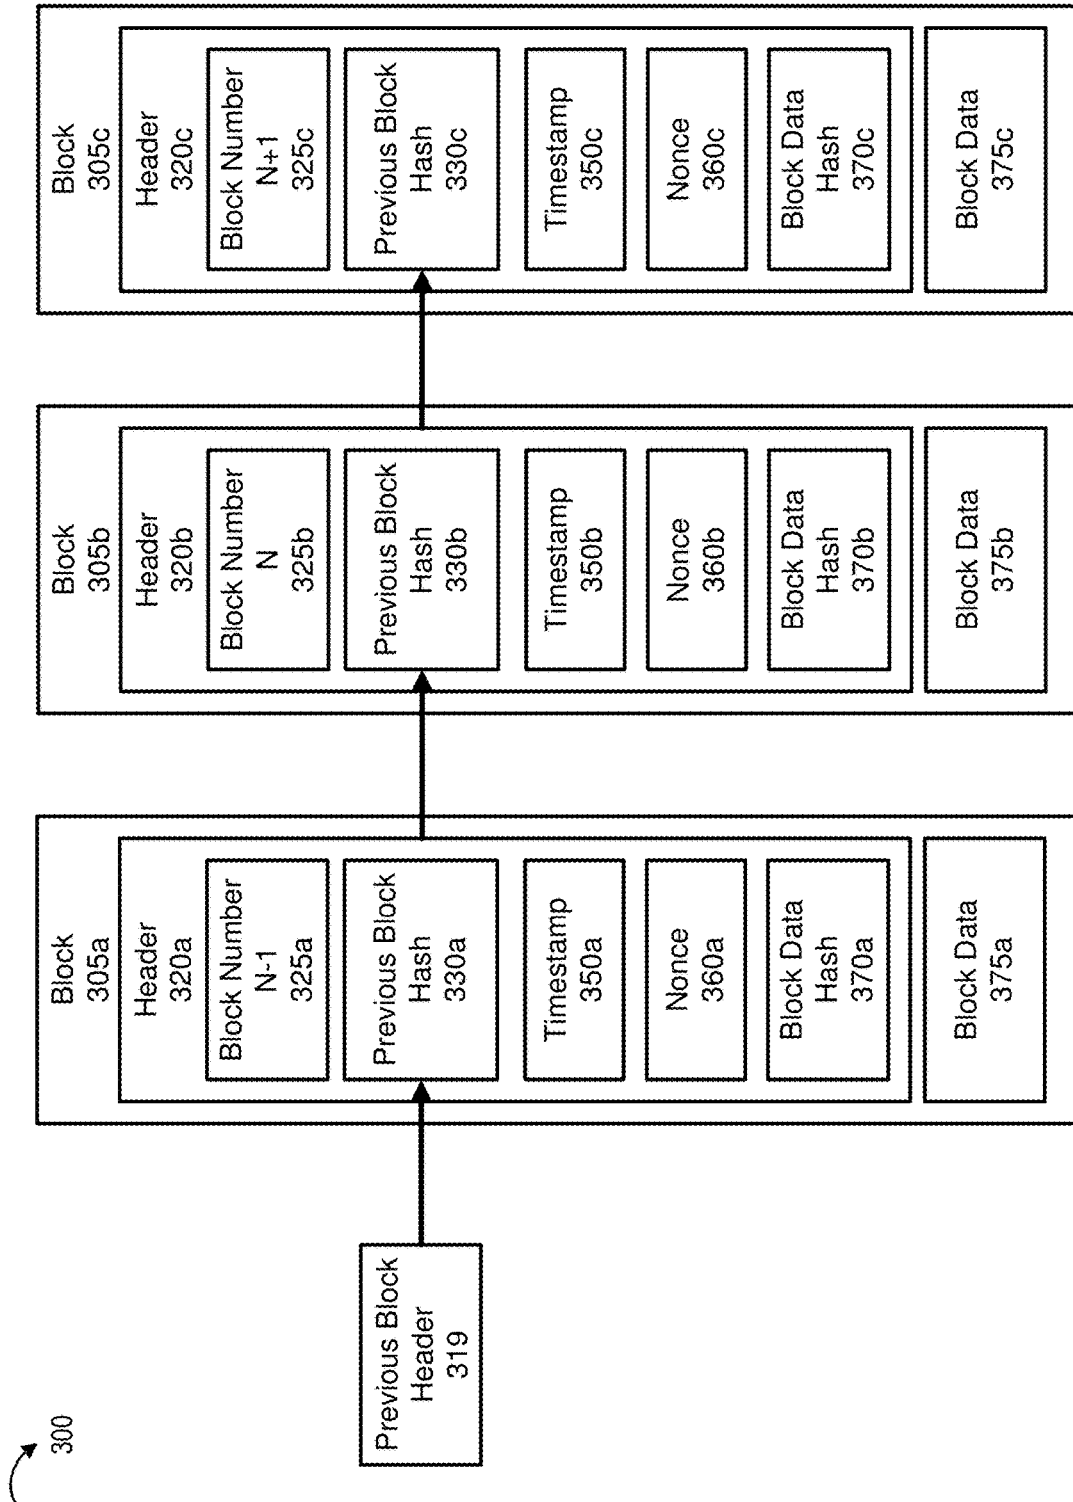 300
Previous Block
Header
319
Block
305a
Header
320a
Block Number
N-1
325a
Previous Block
Hash
330a
Timestamp
350a
Nonce
360a
Block Data
Hash
370a
Block Data
375a
Block
305b
Header
320b
Block Number
N
325b
Previous Block
Hash
330b
Timestamp
350b
Nonce
360b
Block Data
Hash
370b
Block Data
375b
Block
305c
Header
320c
Block Number
N+1
325c
Previous Block
Hash
330c
Timestamp
350c
Nonce
360c
Block Data
Hash
370c
Block Data
375c